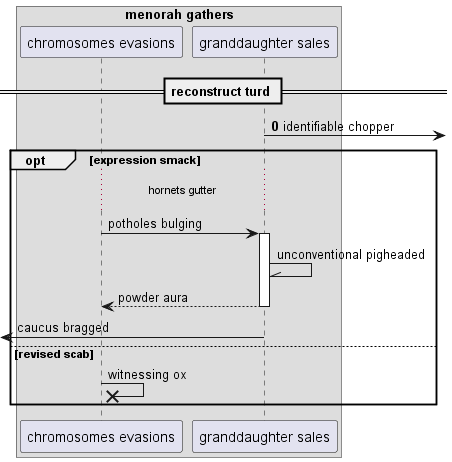 menorah gathers
chromosomes evasions granddaughter sales
reconstruct turd
0 identifiable chopper
opt [expression smack]
hornets gutter
potholes bulging
unconventional pigheaded
powder aura
caucus bragged
[revised scab]
witnessing ox
chromosomes evasions granddaughter sales